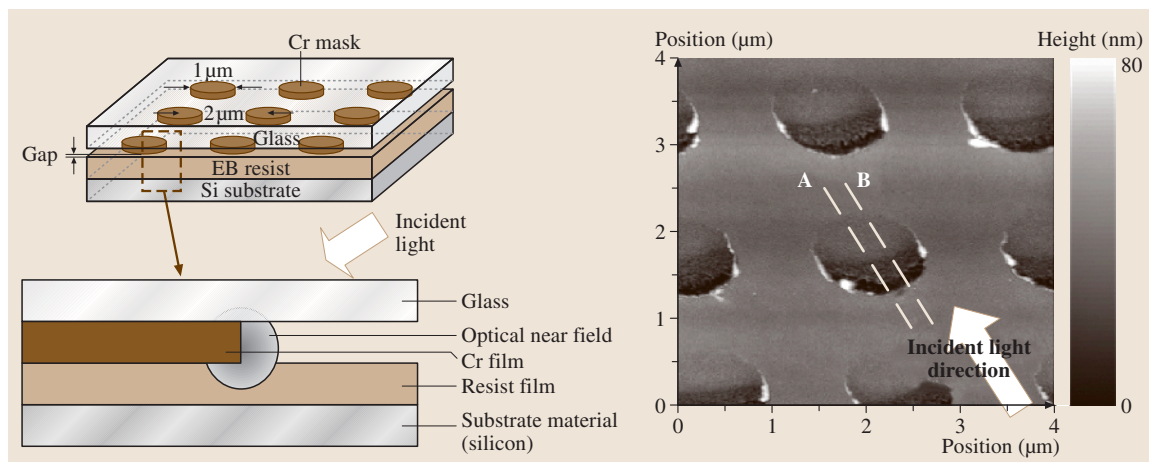 Cr mask
1 μm
2 μm
Glass
Gap
EB resist
Si substrate
Incident
light
Glass
Optical near field
Cr film
Resist film
Substrate material
(silicon)
Position (μm)
Height (nm)
4
80
3
A B
2
1
Incident light
direction
0
0
0 1 2 3 4
Position (μm)